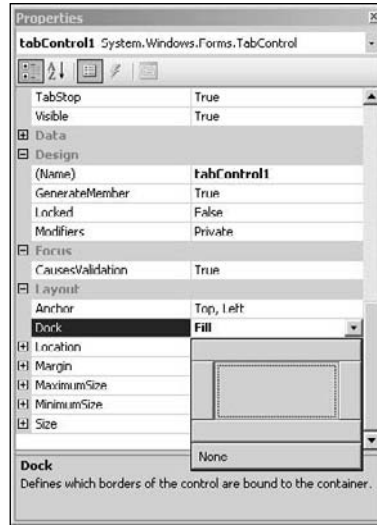 Properties
tabControl1 System.Windows.Forms.TabControl
TabStop True
Visible True
Data
Design
(Name) tabControl1
GenerateMember True
Locked False
Modifiers Private
Focus
CausesValidation True
Layout
Anchor Top, Left
Dock Fill
Location
Margin
MaximumSize
MinimumSize
Size
None
Dock
Defines which borders of the control are bound to the container.